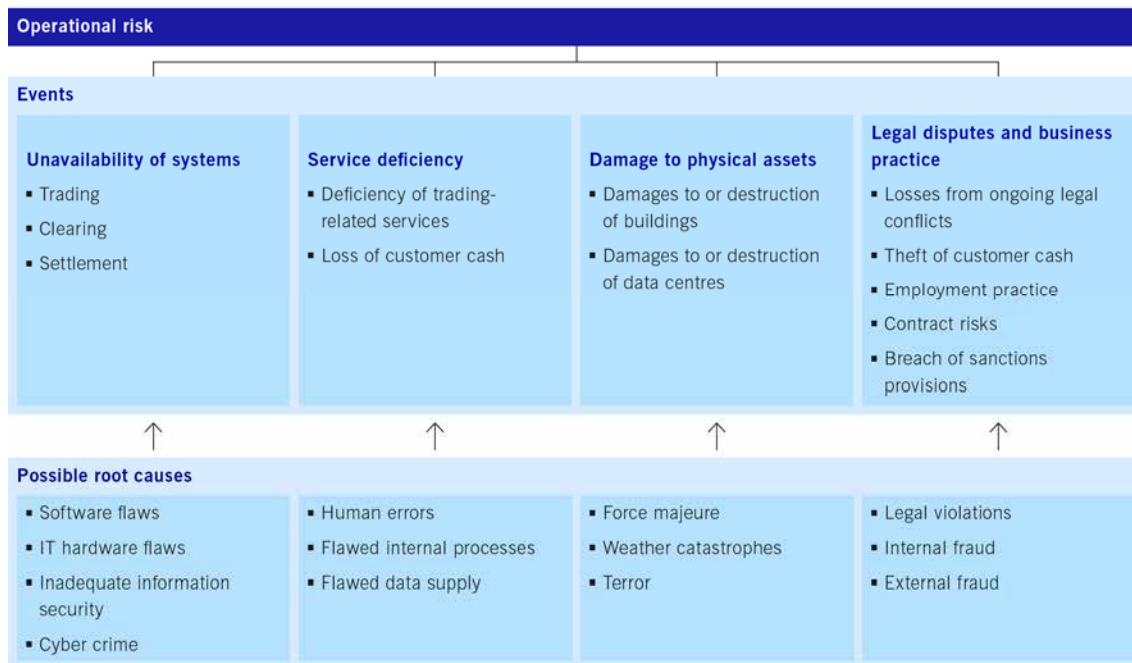 Operational risk
Events
Unavailability of systems
▪ Trading
▪ Clearing
▪ Settlement
Service deficiency
▪ Deficiency of trading-
related services
▪ Loss of customer cash
Damage to physical assets
▪ Damages to or destruction
of buildings
▪ Damages to or destruction
of data centres
Legal disputes and business
practice
▪ Losses from ongoing legal
conflicts
▪ Theft of customer cash
▪ Employment practice
▪ Contract risks
▪ Breach of sanctions
provisions
Possible root causes
▪ Software flaws
▪ IT hardware flaws
▪ Inadequate information
security
▪ Cyber crime
▪ Human errors
▪ Flawed internal processes
▪ Flawed data supply
▪ Force majeure
▪ Weather catastrophes
▪ Terror
▪ Legal violations
▪ Internal fraud
▪ External fraud